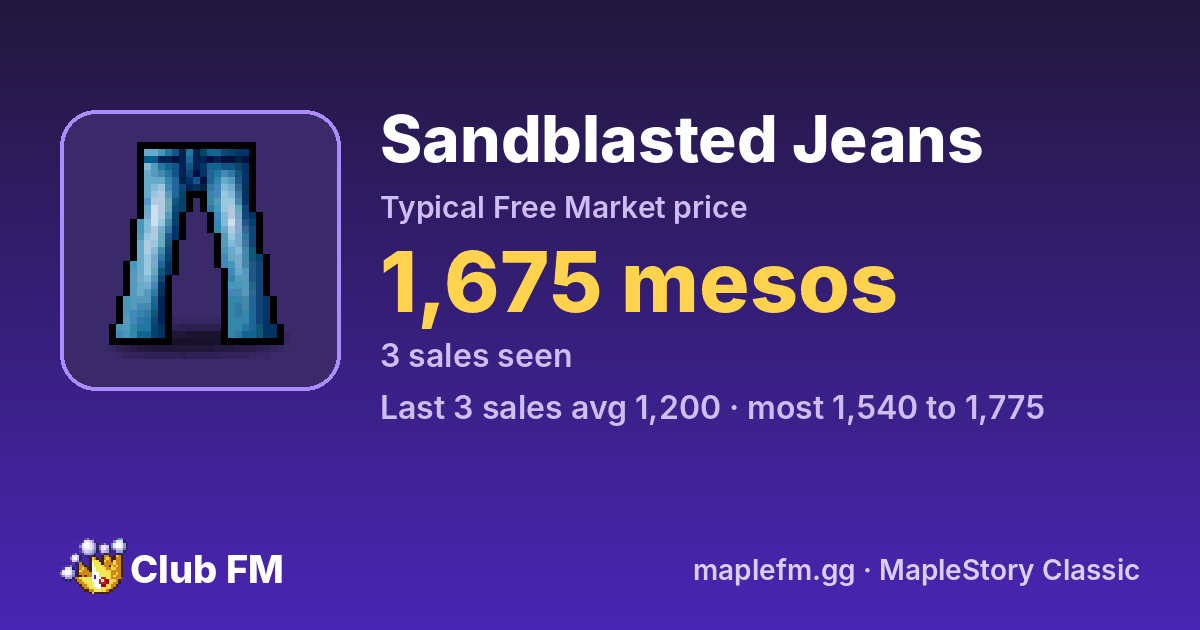 Sandblasted Jeans
Typical Free Market price
1,675 mesos
3 sales seen
Last 3 sales avg 1,200 · most 1,540 to 1,775
Club FM
maplefm.gg · MapleStory Classic